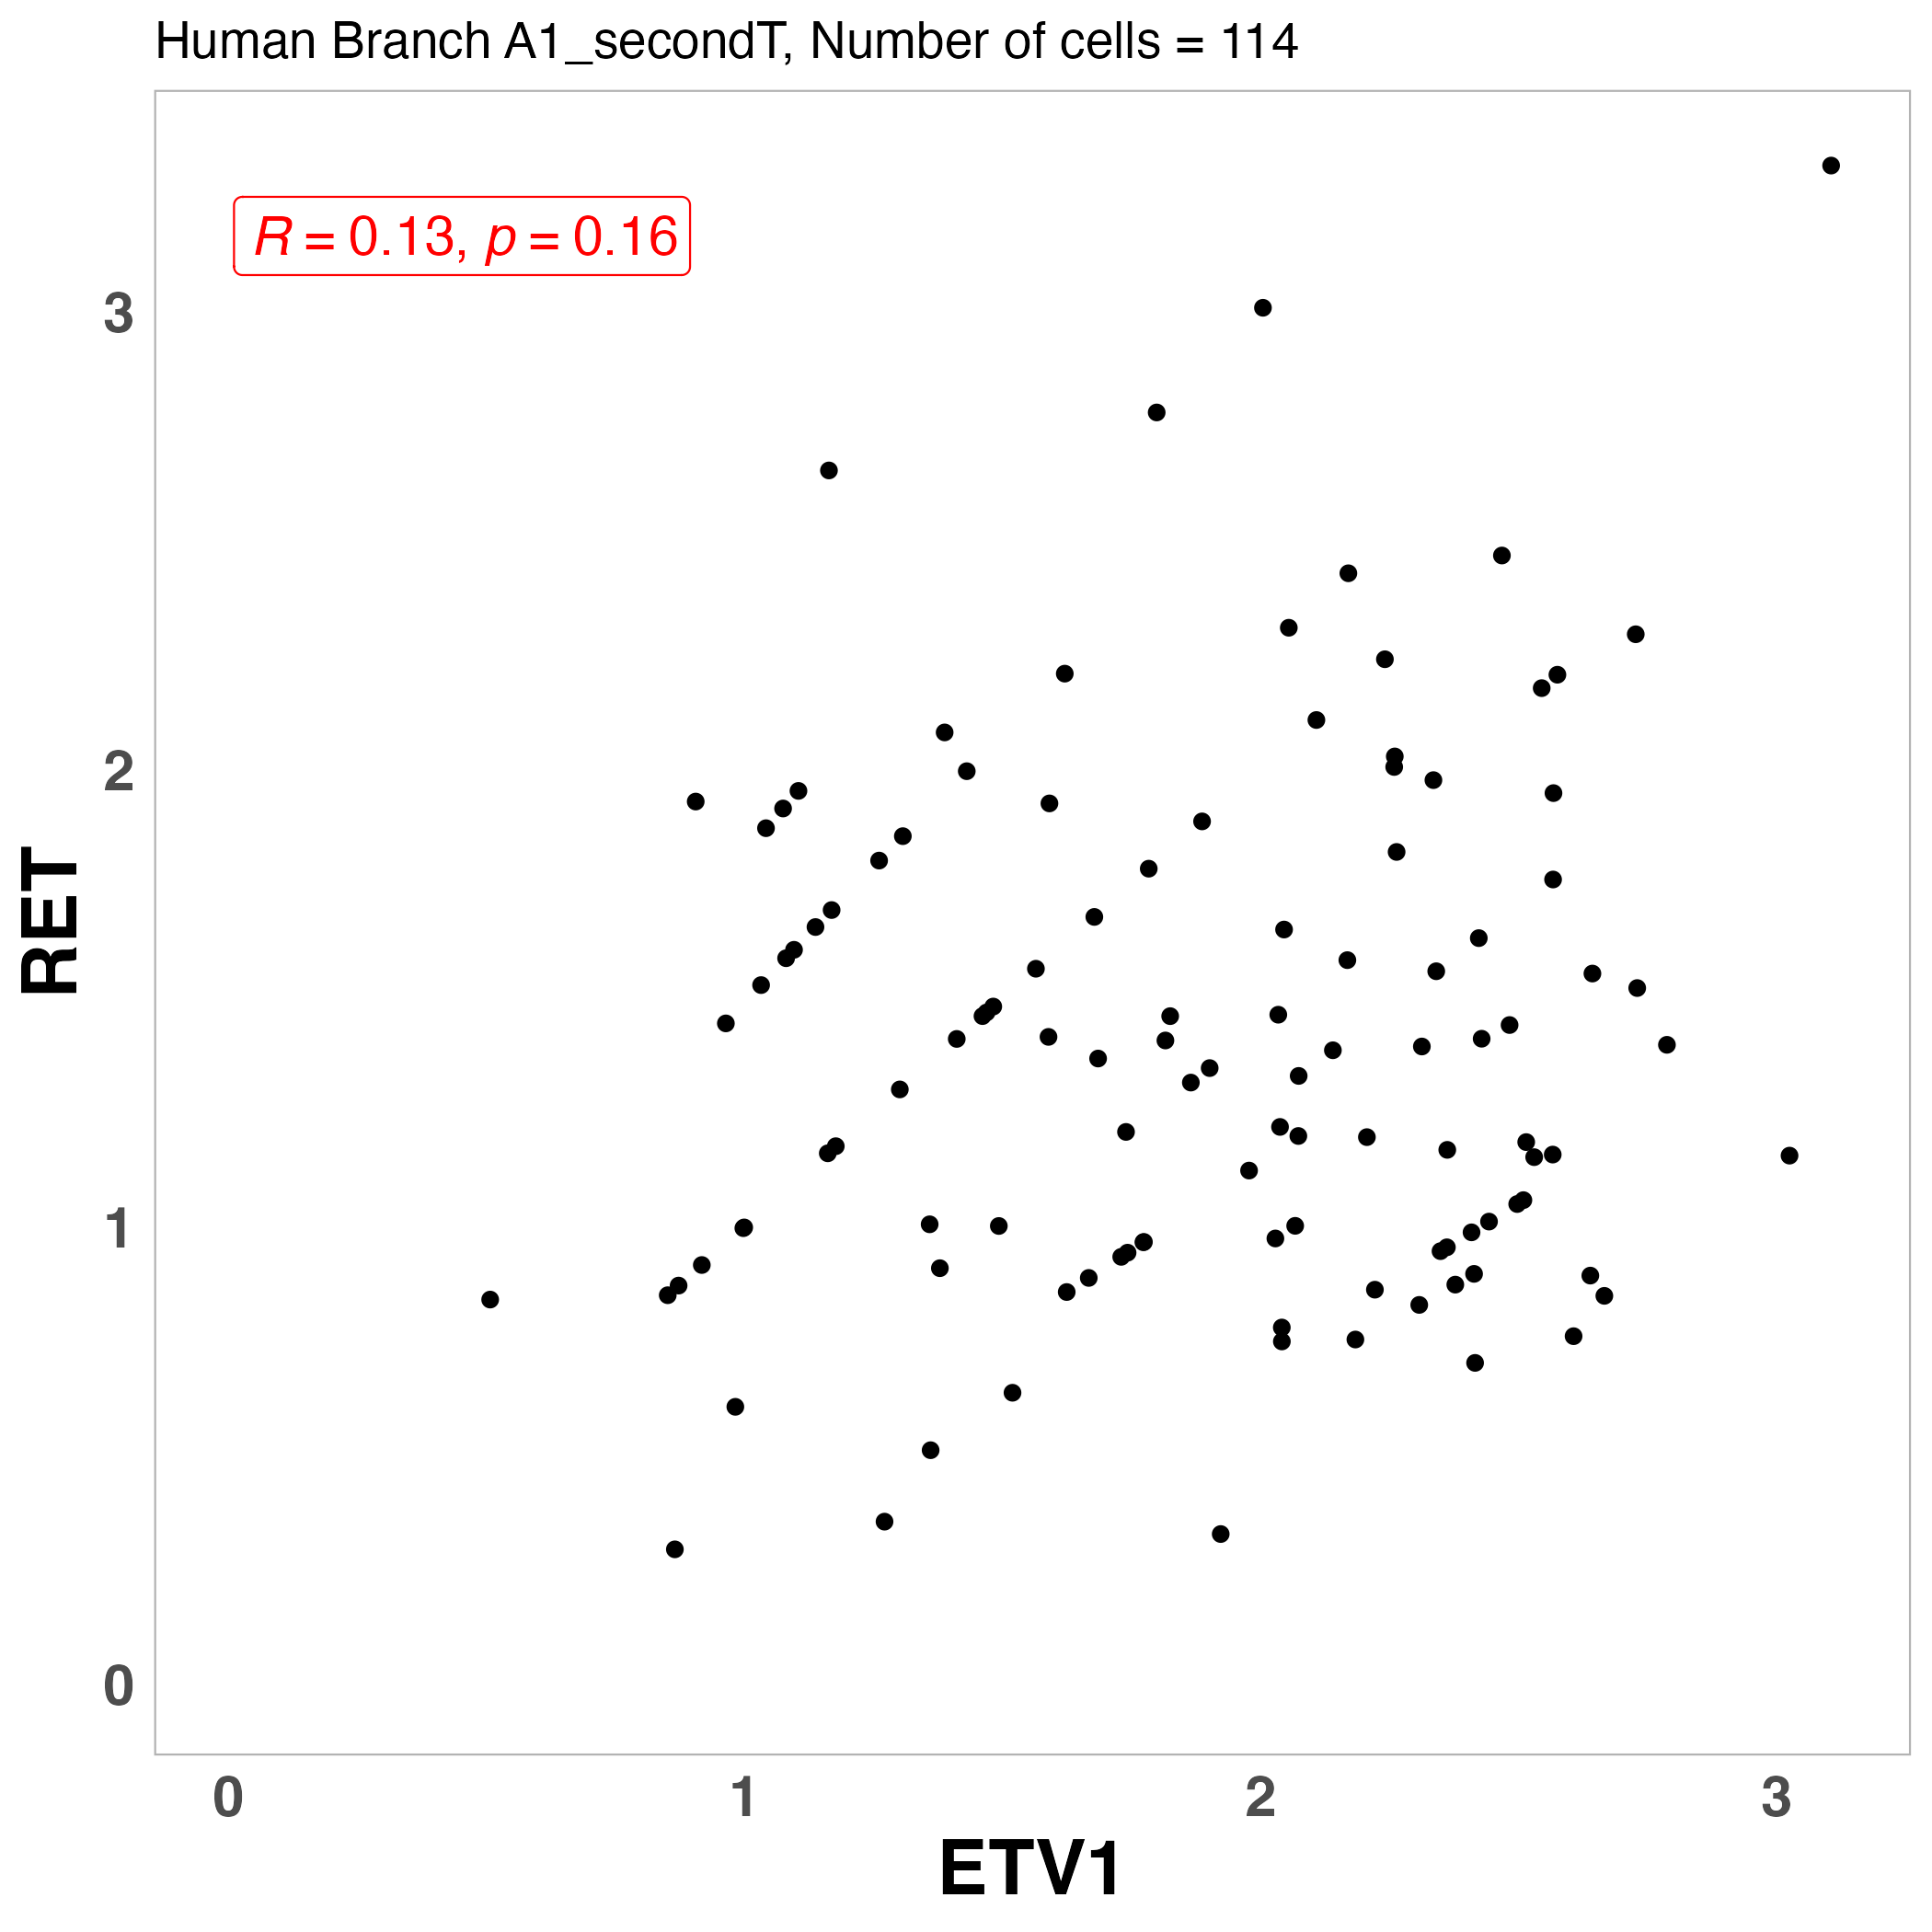 Human Branch A1_secondT, Number of cells = 114
R = 0.13, p = 0.16
3
2
1
0
RET
0 1 2 3
ETV1